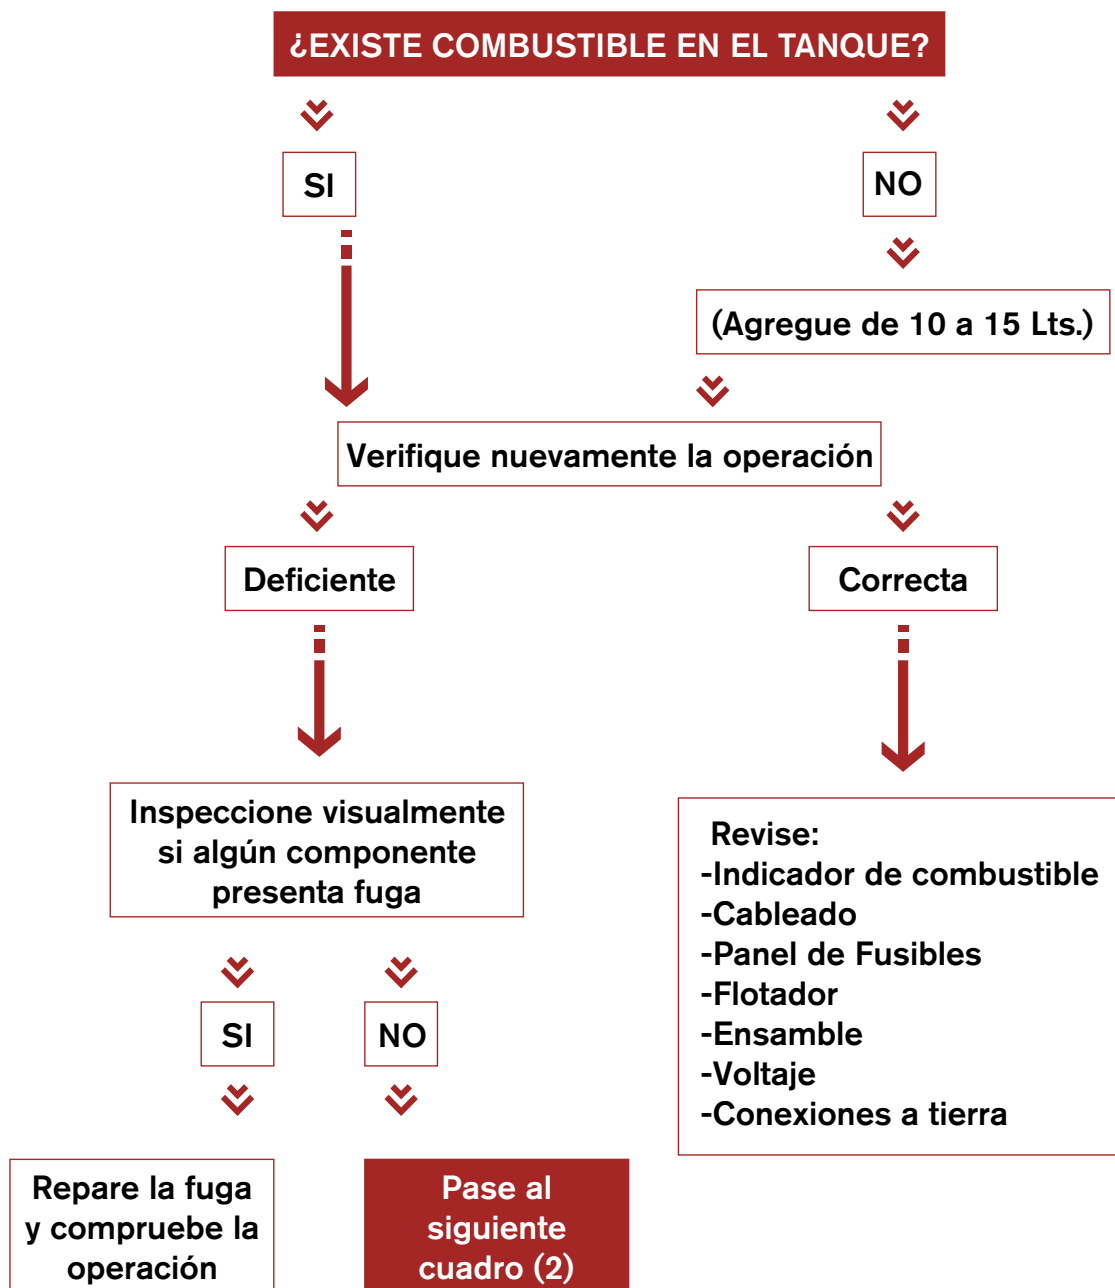 ¿EXISTE COMBUSTIBLE EN EL TANQUE?
SI
NO
(Agregue de 10 a 15 Lts.)
Verifique nuevamente la operación
Deficiente
Correcta
Inspeccione visualmente
si algún componente
presenta fuga
Revise:
-Indicador de combustible
-Cableado
-Panel de Fusibles
-Flotador
-Ensamble
-Voltaje
-Conexiones a tierra
SI
NO
Repare la fuga
y compruebe la
operación
Pase al
siguiente
cuadro (2)